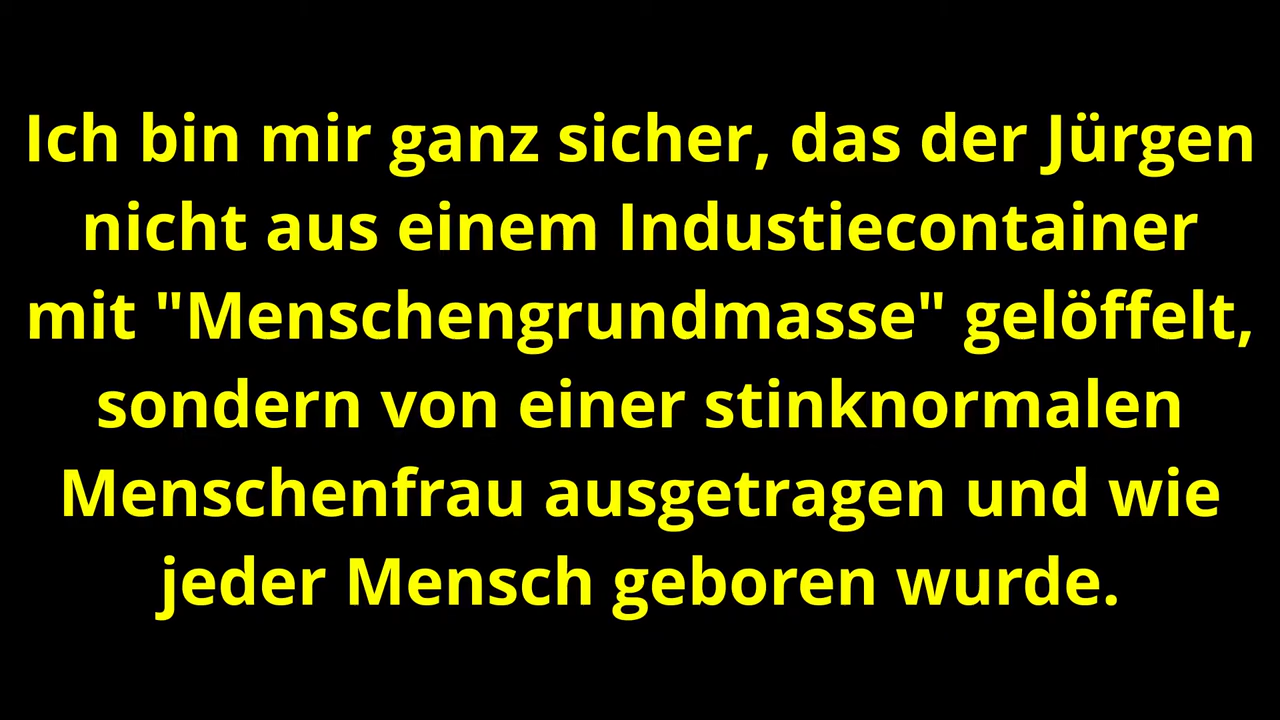 Ich bin mir ganz sicher, das der Jürgen
nicht aus einem Industiecontainer
mit "Menschengrundmasse" gelöffelt,
sondern von einer stinknormalen
Menschenfrau ausgetragen und wie
jeder Mensch geboren wurde.